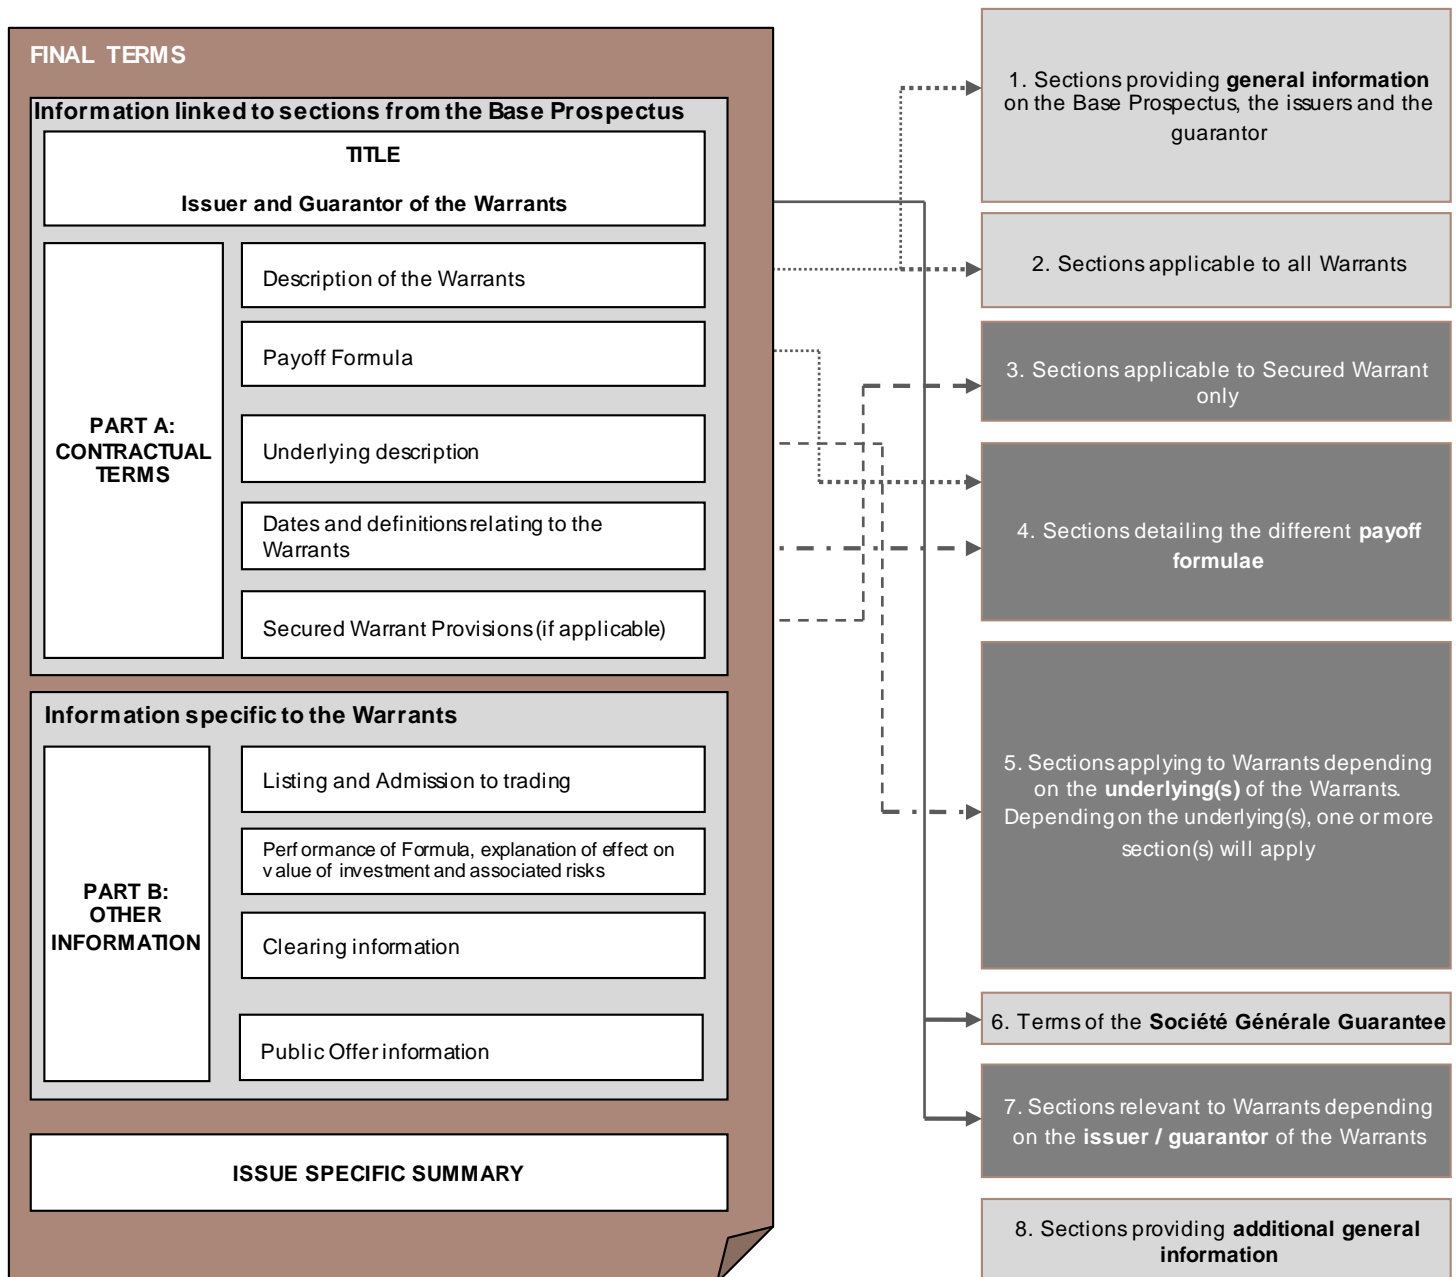 FINAL TERMS
Information linked to sections from the Base Prospectus
TITLE
Issuer and Guarantor of the Warrants
PART A:
CONTRACTUAL
TERMS
Description of the Warrants
Payoff Formula
Underlying description
Dates and definitions relating to the
Warrants
Secured Warrant Provisions (if applicable)
Information specific to the Warrants
PART B:
OTHER
INFORMATION
Listing and Admission to trading
Performance of Formula, explanation of effect on
value of investment and associated risks
Clearing information
Public Offer information
ISSUE SPECIFIC SUMMARY
1. Sections providing general information
on the Base Prospectus, the issuers and the
guarantor
2. Sections applicable to all Warrants
3. Sections applicable to Secured Warrant
only
4. Sections detailing the different payoff
formulae
5. Sections applying to Warrants depending
on the underlying(s) of the Warrants.
Depending on the underlying(s), one or more
section(s) will apply
6. Terms of the Société Générale Guarantee
7. Sections relevant to Warrants depending
on the issuer / guarantor of the Warrants
8. Sections providing additional general
information